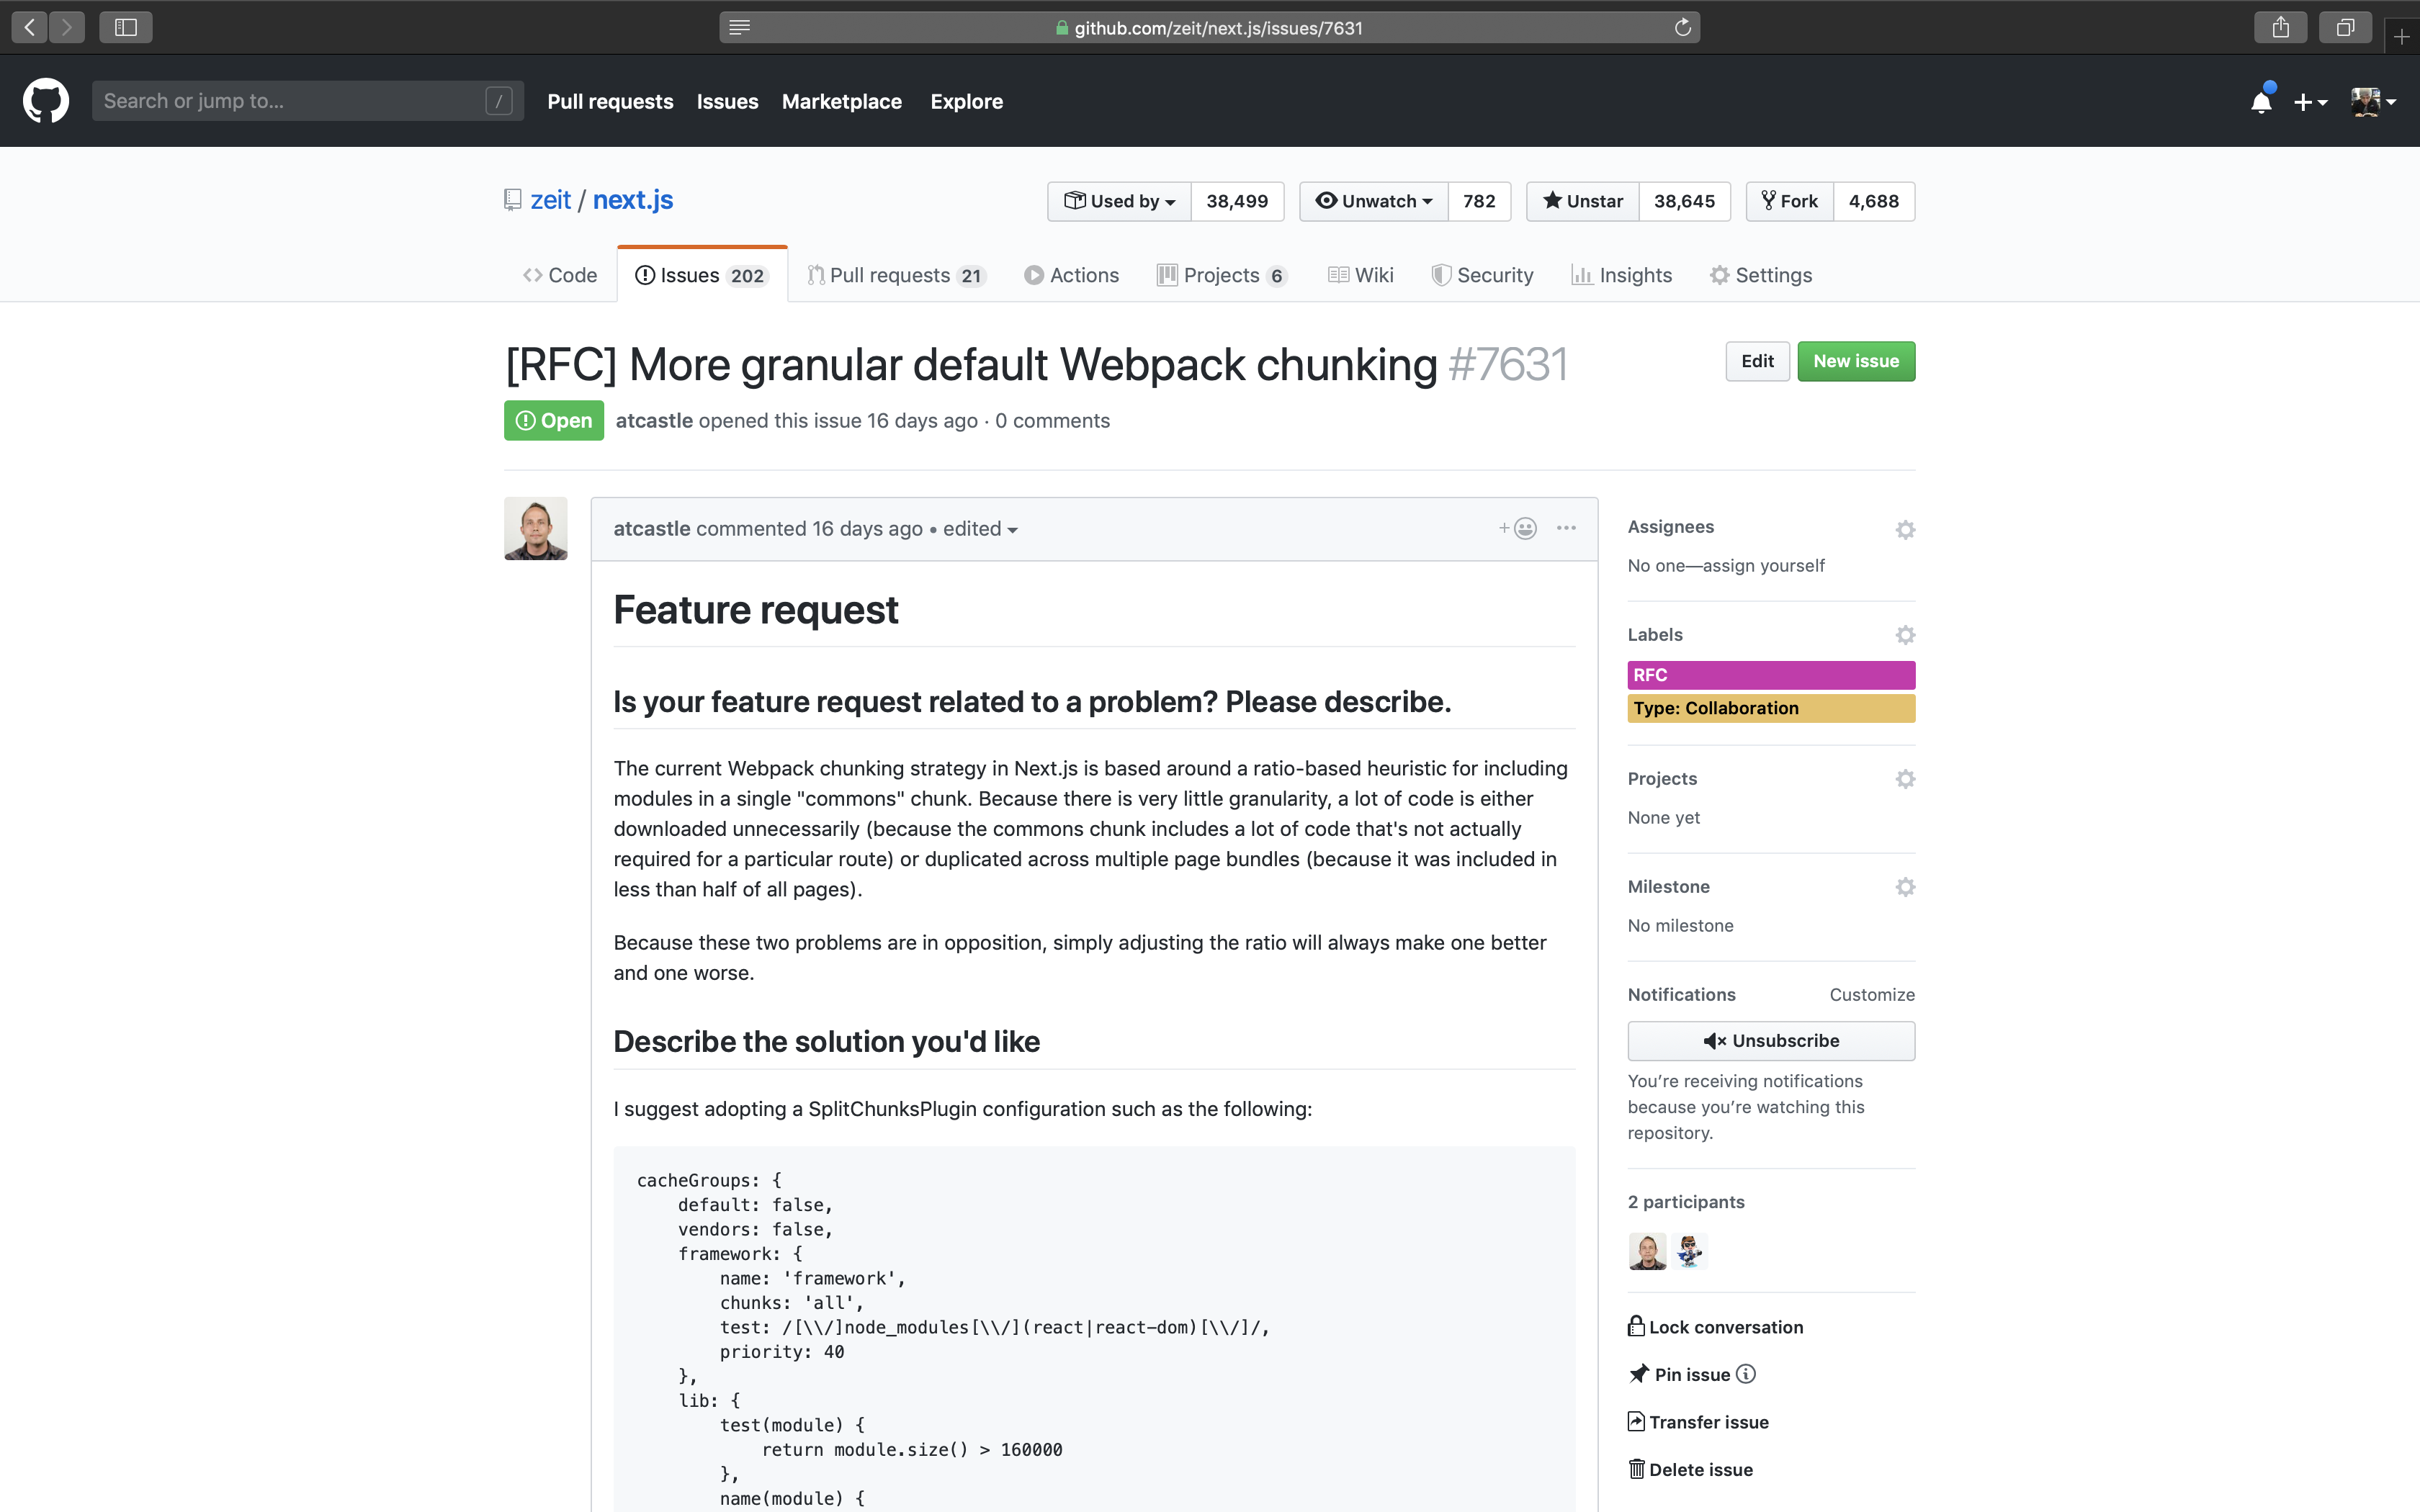 github.com/zeit/next.js/issues/7631
Search or jump to... /
Pull requests Issues Marketplace Explore
zeit / next.js
Used by 38,499 Unwatch 782 Unstar 38,645 Fork 4,688
Code Issues 202 Pull requests 21 Actions Projects 6 Wiki Security Insights Settings
[RFC] More granular default Webpack chunking #7631
Edit New issue
Open atcastle opened this issue 16 days ago · 0 comments
atcastle commented 16 days ago • edited
Feature request
Is your feature request related to a problem? Please describe.
The current Webpack chunking strategy in Next.js is based around a ratio-based heuristic for including
modules in a single "commons" chunk. Because there is very little granularity, a lot of code is either
downloaded unnecessarily (because the commons chunk includes a lot of code that's not actually
required for a particular route) or duplicated across multiple page bundles (because it was included in
less than half of all pages).
Because these two problems are in opposition, simply adjusting the ratio will always make one better
and one worse.
Describe the solution you'd like
I suggest adopting a SplitChunksPlugin configuration such as the following:
cacheGroups: {
    default: false,
    vendors: false,
    framework: {
        name: 'framework',
        chunks: 'all',
        test: /[\\/]node_modules[\\/](react|react-dom)[\\/]/,
        priority: 40
    },
    lib: {
        test(module) {
            return module.size() > 160000
        },
        name(module) {
Assignees
No one—assign yourself
Labels
RFC
Type: Collaboration
Projects
None yet
Milestone
No milestone
Notifications Customize
Unsubscribe
You’re receiving notifications
because you’re watching this
repository.
2 participants
Lock conversation
Pin issue
Transfer issue
Delete issue